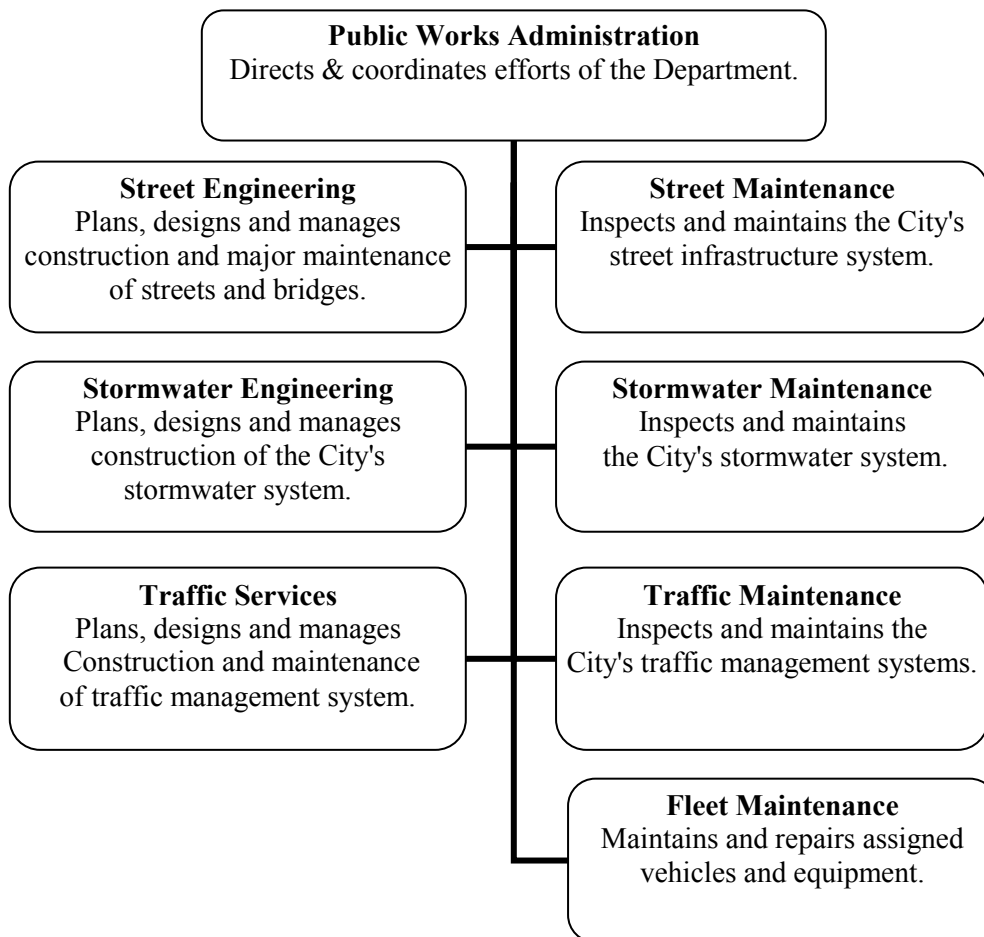 Public Works Administration
Directs & coordinates efforts of the Department.
Street Engineering
Plans, designs and manages
construction and major maintenance
of streets and bridges.
Street Maintenance
Inspects and maintains the City's
street infrastructure system.
Stormwater Engineering
Plans, designs and manages
construction of the City's
stormwater system.
Stormwater Maintenance
Inspects and maintains
the City's stormwater system.
Traffic Services
Plans, designs and manages
Construction and maintenance
of traffic management system.
Traffic Maintenance
Inspects and maintains the
City's traffic management systems.
Fleet Maintenance
Maintains and repairs assigned
vehicles and equipment.